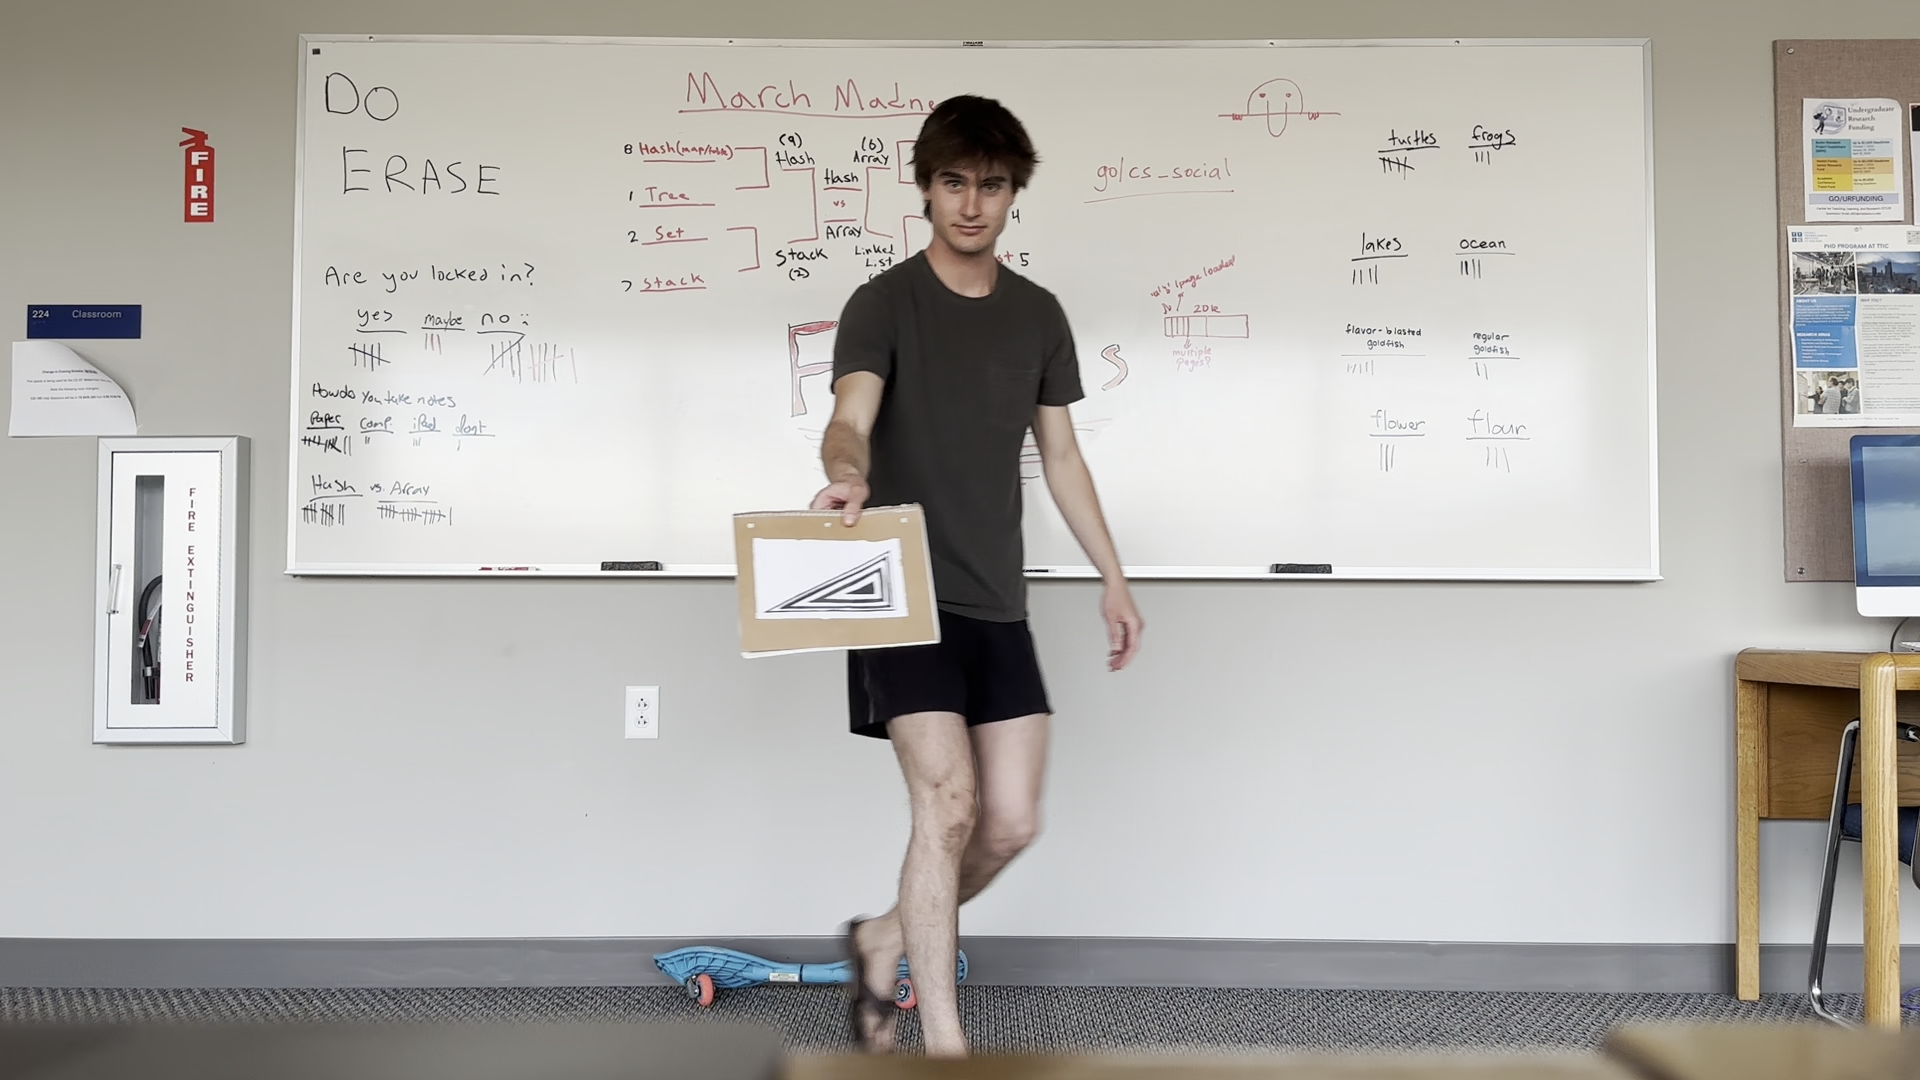 Do
ERASE
Are you locked in?
yes
maybe
no
How do you take notes
Paper
comp.
iPad
dont
Hash vs. Array
March Madne
8 Hash(map/table)
1 Tree
2 Set
7 Stack
(9)
Hash
Stack
(2)
Hash
vs
Array
(6)
Array
Linked
List
4
st 5
F
S
go/cs_social
20k
multiple
pages?
turtles
frogs
lakes
ocean
flavor-blasted
goldfish
regular
goldfish
flower
flour
FIRE
224 Classroom
FIRE EXTINGUISHER
Undergraduate
Research
Funding
GO/URFUNDING
PHD PROGRAM AT TTIC
ABOUT US
RESEARCH AREAS